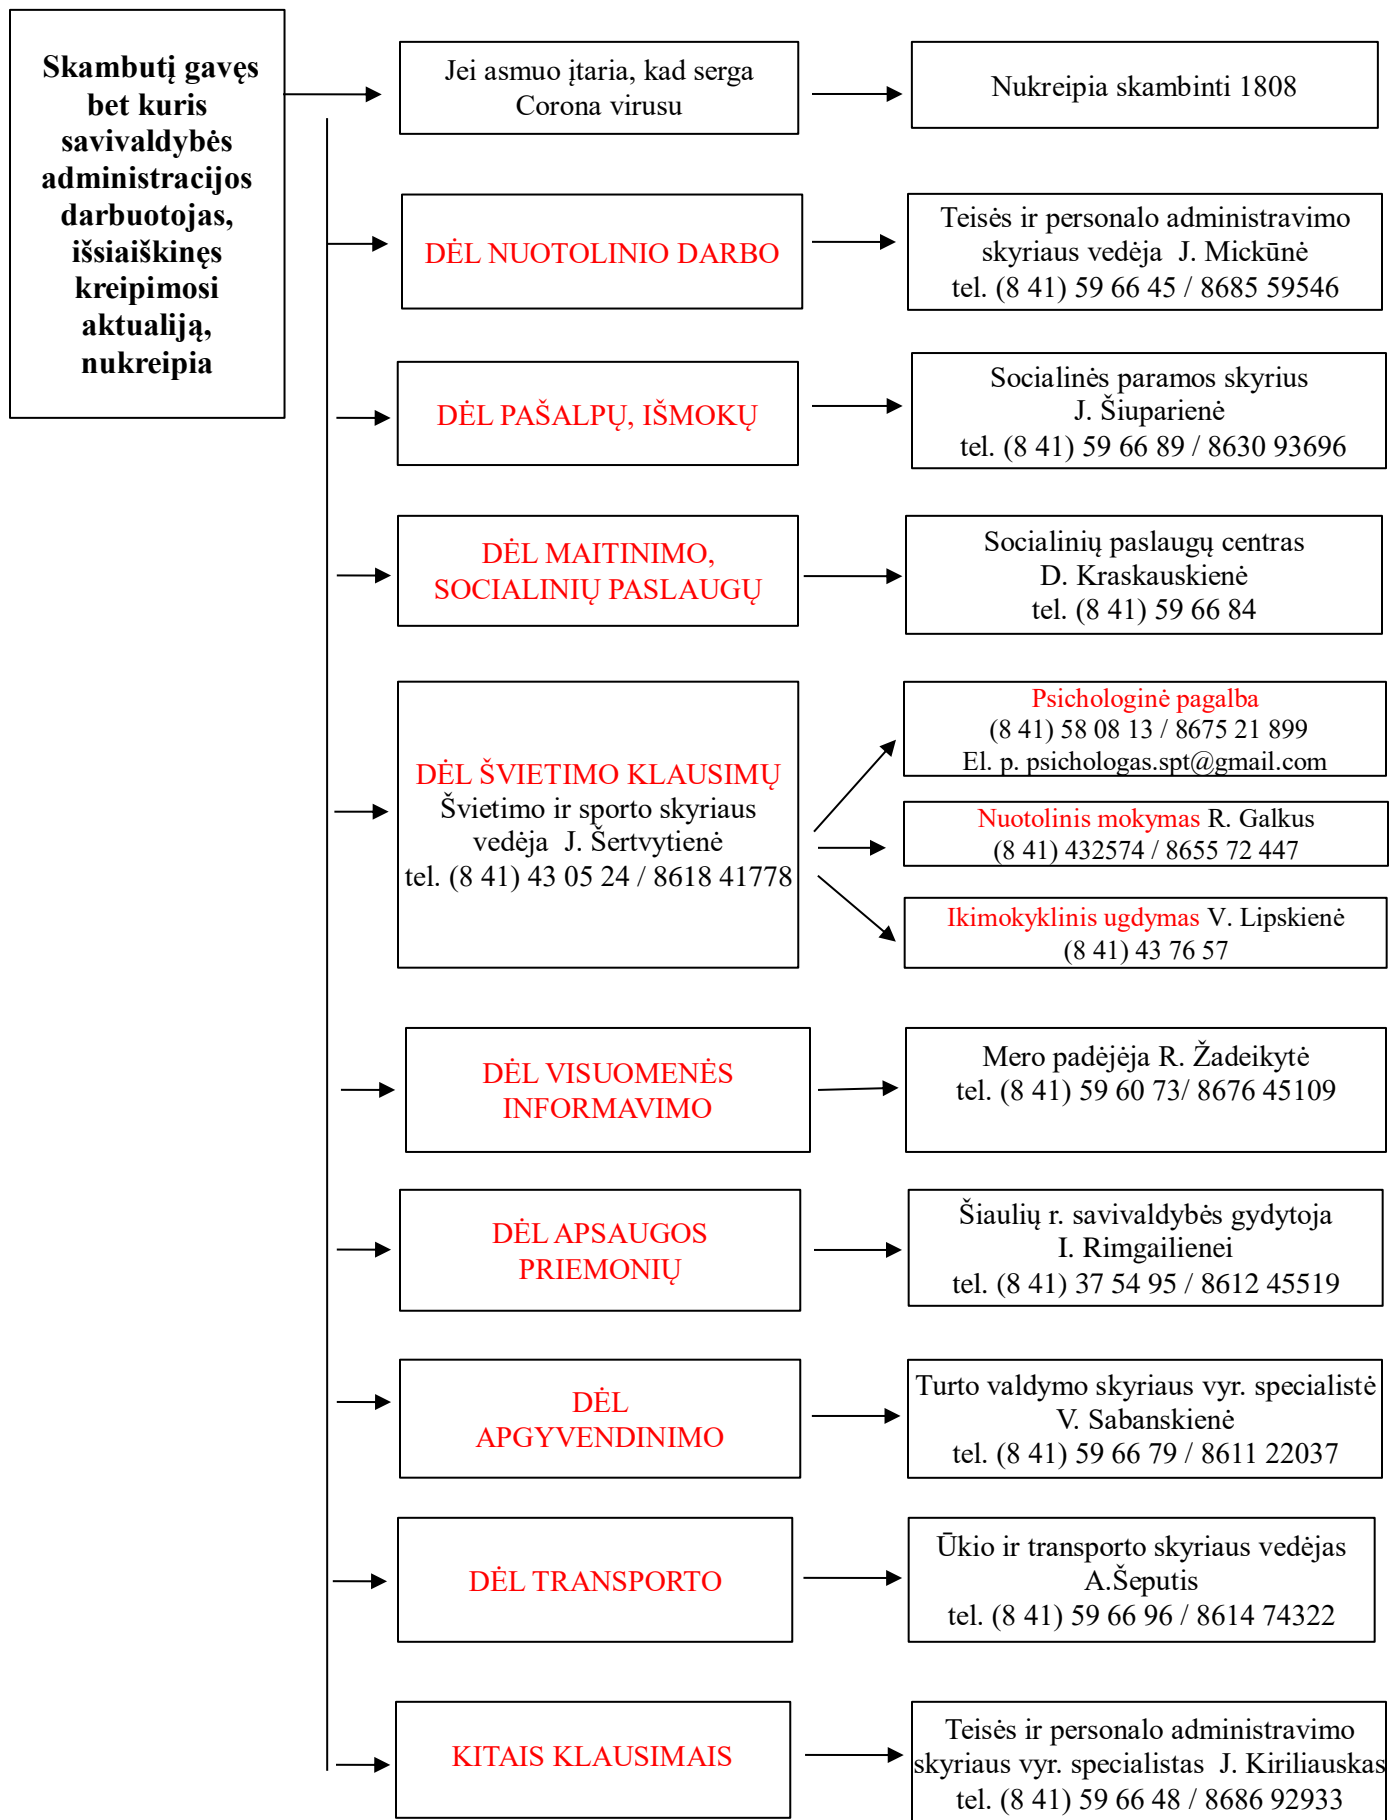 Skambutį gavęs
bet kuris
savivaldybės
administracijos
darbuotojas,
išsiaiškinęs
kreipimosi
aktualiją,
nukreipia
Jei asmuo įtaria, kad serga
Corona virusu
Nukreipia skambinti 1808
DĖL NUOTOLINIO DARBO
Teisės ir personalo administravimo
skyriaus vedėja J. Mickūnė
tel. (8 41) 59 66 45 / 8685 59546
DĖL PAŠALPŲ, IŠMOKŲ
Socialinės paramos skyrius
J. Šiuparienė
tel. (8 41) 59 66 89 / 8630 93696
DĖL MAITINIMO,
SOCIALINIŲ PASLAUGŲ
Socialinių paslaugų centras
D. Kraskauskienė
tel. (8 41) 59 66 84
DĖL ŠVIETIMO KLAUSIMŲ
Švietimo ir sporto skyriaus
vedėja J. Šertvytienė
tel. (8 41) 43 05 24 / 8618 41778
Psichologinė pagalba
(8 41) 58 08 13 / 8675 21 899
El. p. psichologas.spt@gmail.com
Nuotolinis mokymas R. Galkus
(8 41) 432574 / 8655 72 447
Ikimokyklinis ugdymas V. Lipskienė
(8 41) 43 76 57
DĖL VISUOMENĖS
INFORMAVIMO
Mero padėjėja R. Žadeikytė
tel. (8 41) 59 60 73/ 8676 45109
DĖL APSAUGOS
PRIEMONIŲ
Šiaulių r. savivaldybės gydytoja
I. Rimgailienei
tel. (8 41) 37 54 95 / 8612 45519
DĖL
APGYVENDINIMO
Turto valdymo skyriaus vyr. specialistė
V. Sabanskienė
tel. (8 41) 59 66 79 / 8611 22037
DĖL TRANSPORTO
Ūkio ir transporto skyriaus vedėjas
A.Šeputis
tel. (8 41) 59 66 96 / 8614 74322
KITAIS KLAUSIMAIS
Teisės ir personalo administravimo
skyriaus vyr. specialistas J. Kiriliauskas
tel. (8 41) 59 66 48 / 8686 92933